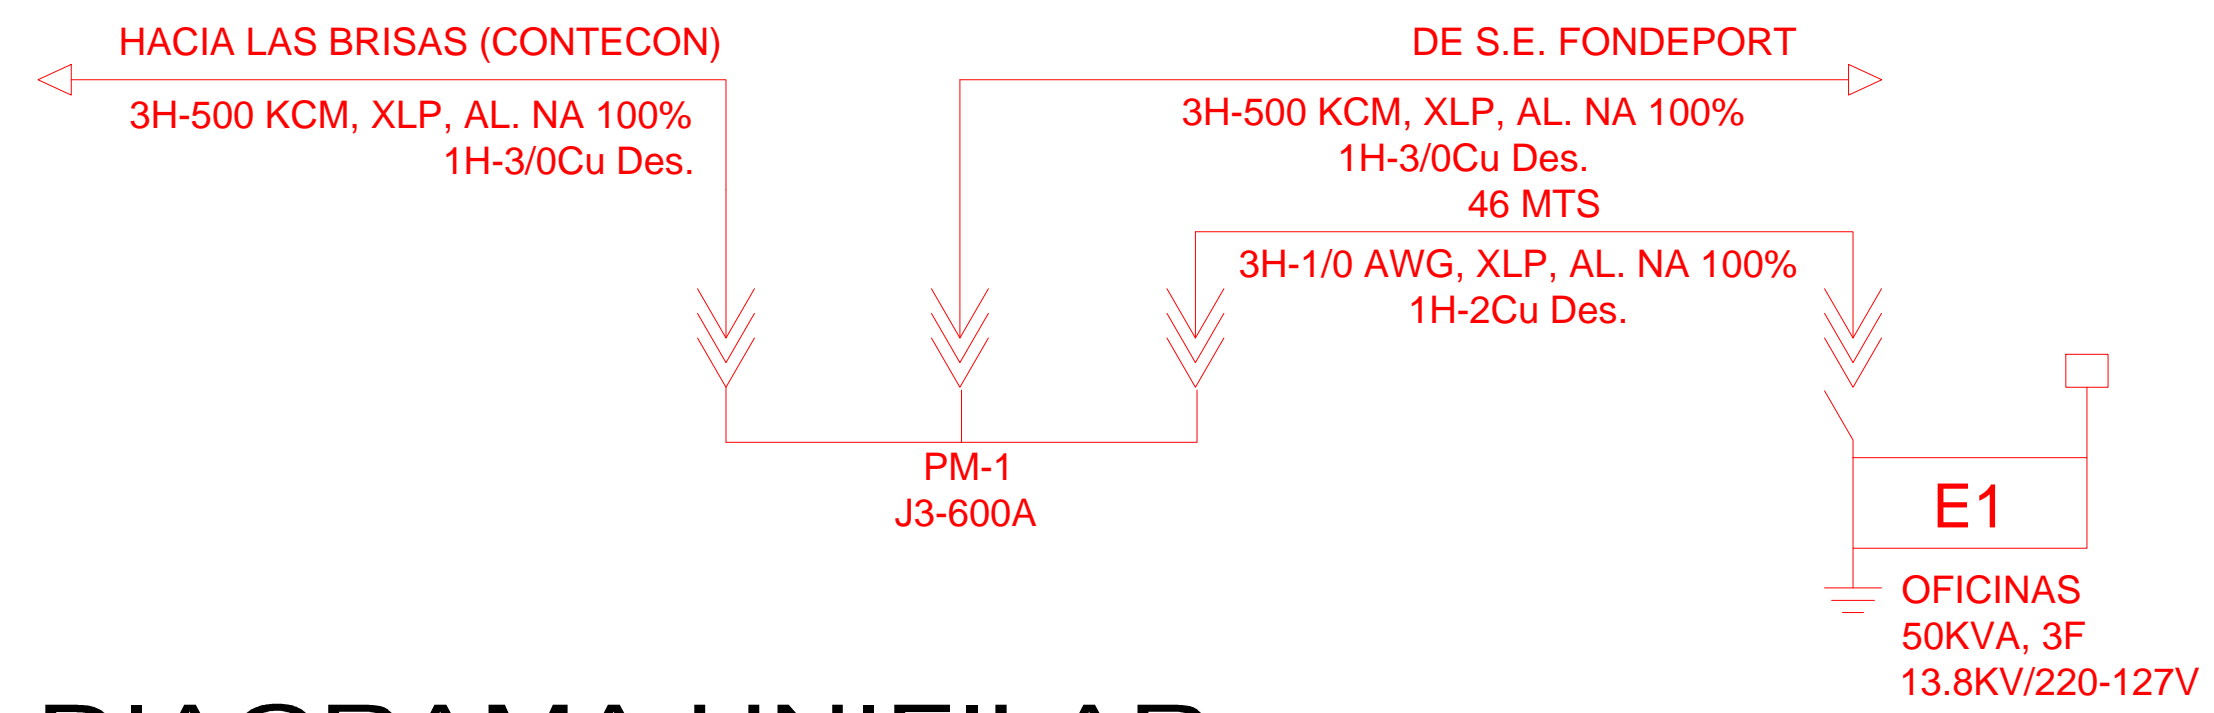 HACIA LAS BRISAS (CONTECON)
3H-500 KCM, XLP, AL. NA 100%
1H-3/0Cu Des.
DE S.E. FONDEPORT
3H-500 KCM, XLP, AL. NA 100%
1H-3/0Cu Des.
46 MTS
3H-1/0 AWG, XLP, AL. NA 100%
1H-2Cu Des.
PM-1
J3-600A
E1
OFICINAS
50KVA, 3F
13.8KV/220-127V
DIAGRAMA UNIFILAR